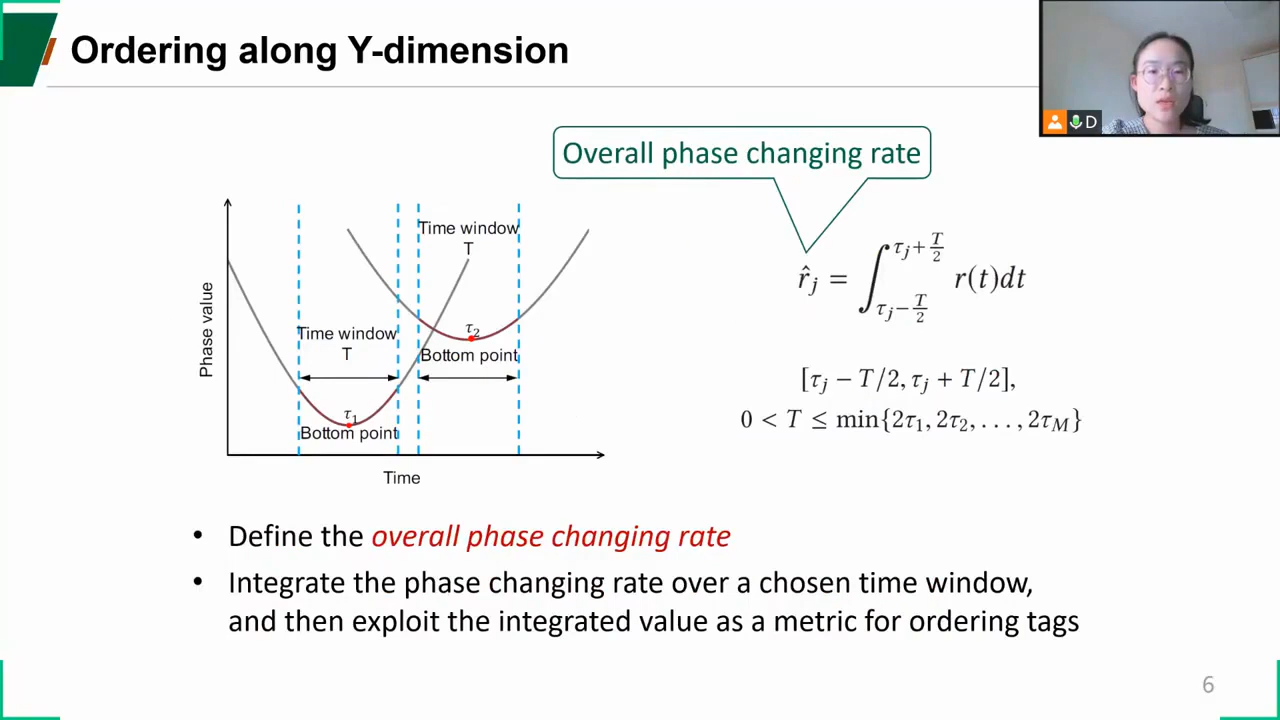 Ordering along Y-dimension
D
Overall phase changing rate
Time window
T
Time window
T
τ₂
Bottom point
τ₁
Bottom point
Phase value
Time
r̂ⱼ = ∫_{τⱼ−T/2}^{τⱼ+T/2} r(t)dt
[τⱼ − T/2, τⱼ + T/2],
0 < T ≤ min{2τ₁, 2τ₂, . . . , 2τ_M}
• Define the overall phase changing rate
• Integrate the phase changing rate over a chosen time window,
and then exploit the integrated value as a metric for ordering tags
6